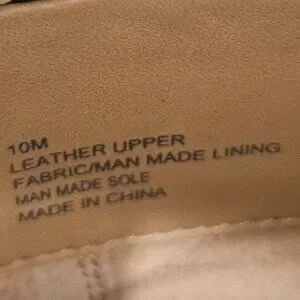 10M
LEATHER UPPER
FABRIC/MAN MADE LINING
MAN MADE SOLE
MADE IN CHINA